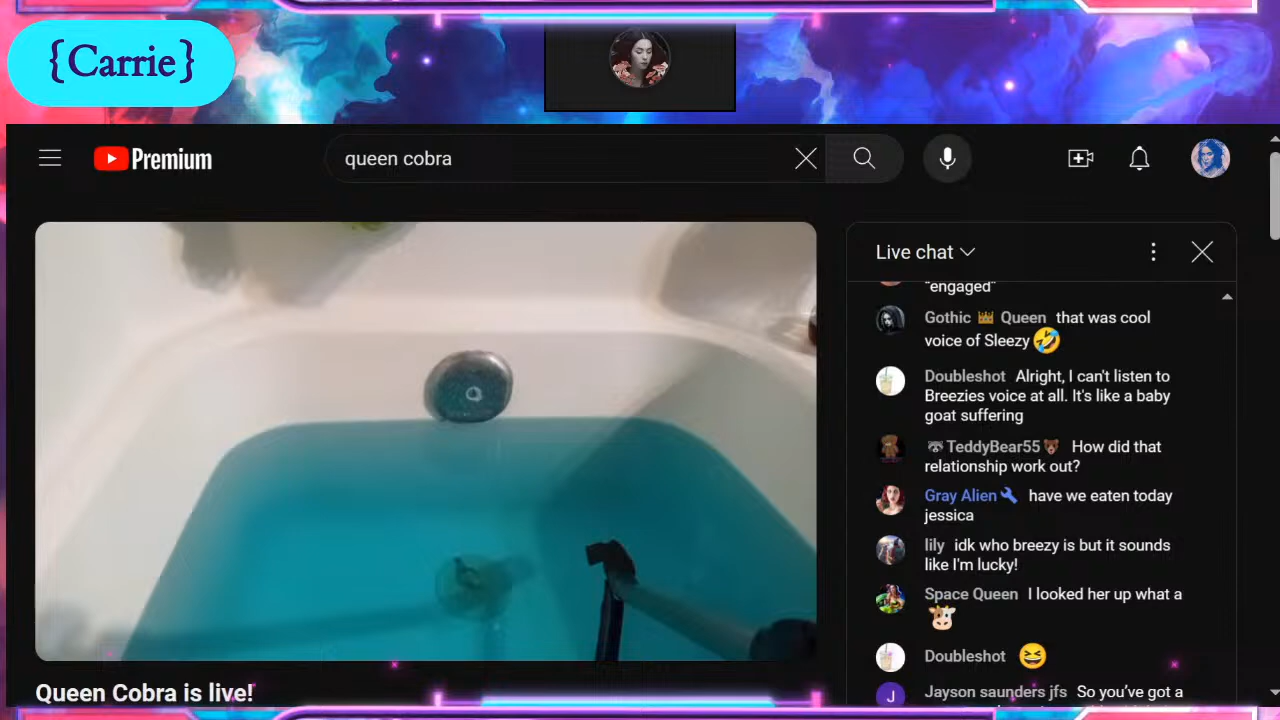 {Carrie}
Premium
queen cobra
Live chat
"engaged"
Gothic 👑 Queen that was cool
voice of Sleezy 🤣
Doubleshot Alright, I can't listen to
Breezies voice at all. It's like a baby
goat suffering
🦝TeddyBear55🐻 How did that
relationship work out?
Gray Alien🔧 have we eaten today
jessica
lily idk who breezy is but it sounds
like I'm lucky!
Space Queen I looked her up what a
🐮
Doubleshot 😆
J
Jayson saunders jfs So you've got a
Queen Cobra is live!